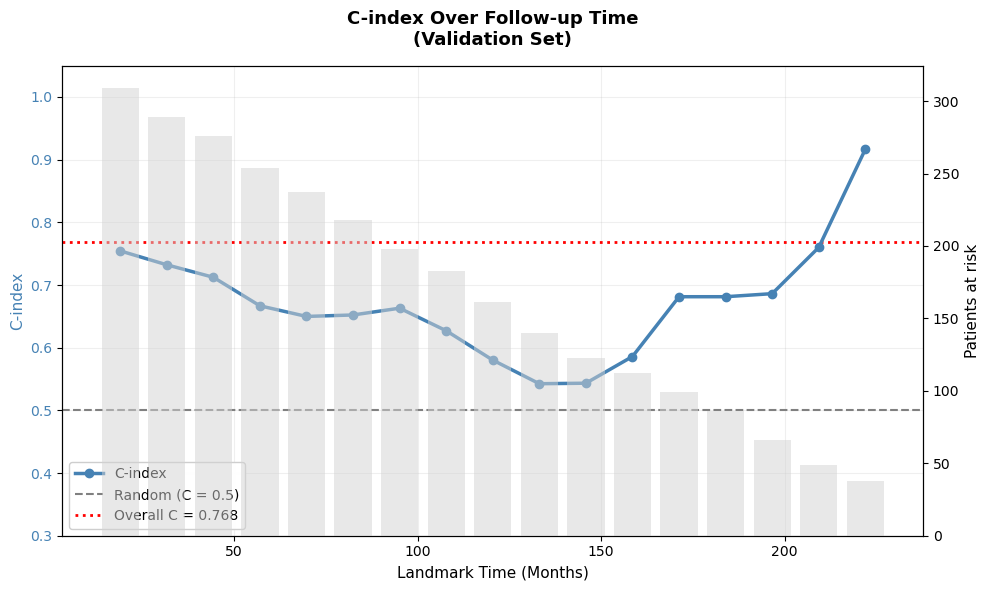 C-index Over Follow-up Time
(Validation Set)
C-index
1.0
0.9
0.8
0.7
0.6
0.5
0.4
0.3
300
250
200
150
100
50
0
Patients at risk
C-index
Random (C = 0.5)
Overall C = 0.768
50
100
150
200
Landmark Time (Months)